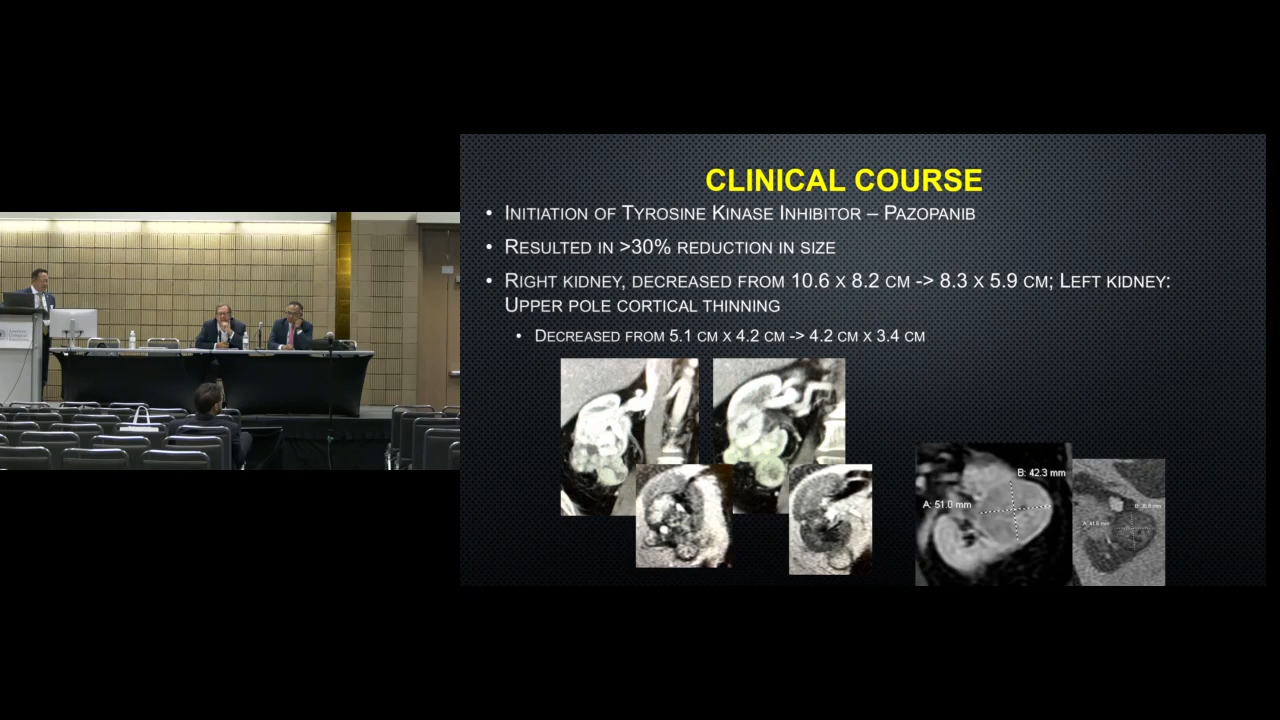 CLINICAL COURSE
• INITIATION OF TYROSINE KINASE INHIBITOR – PAZOPANIB
• RESULTED IN >30% REDUCTION IN SIZE
• RIGHT KIDNEY, DECREASED FROM 10.6 X 8.2 CM -> 8.3 X 5.9 CM; LEFT KIDNEY:
UPPER POLE CORTICAL THINNING
• DECREASED FROM 5.1 CM X 4.2 CM -> 4.2 CM X 3.4 CM
B: 42.3 mm
A: 51.0 mm